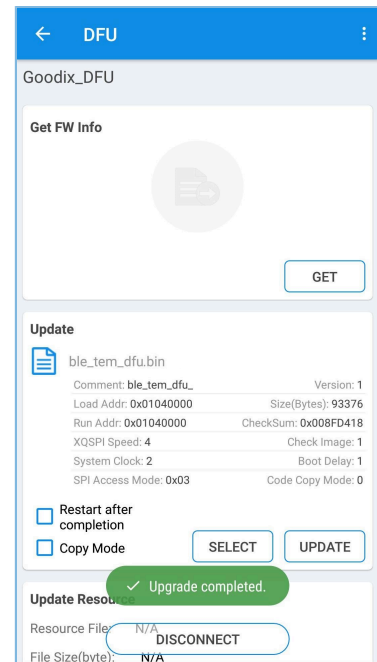 DFU
Goodix_DFU
Get FW Info
GET
Update
ble_tem_dfu.bin
Comment: ble_tem_dfu_ Version: 1
Load Addr: 0x01040000 Size(Bytes): 93376
Run Addr: 0x01040000 CheckSum: 0x008FD418
XQSPI Speed: 4 Check Image: 1
System Clock: 2 Boot Delay: 1
SPI Access Mode: 0x03 Code Copy Mode: 0
Restart after
completion
Copy Mode SELECT UPDATE
Upgrade completed.
Update Resource
Resource File: N/A
DISCONNECT
File Size(byte): N/A